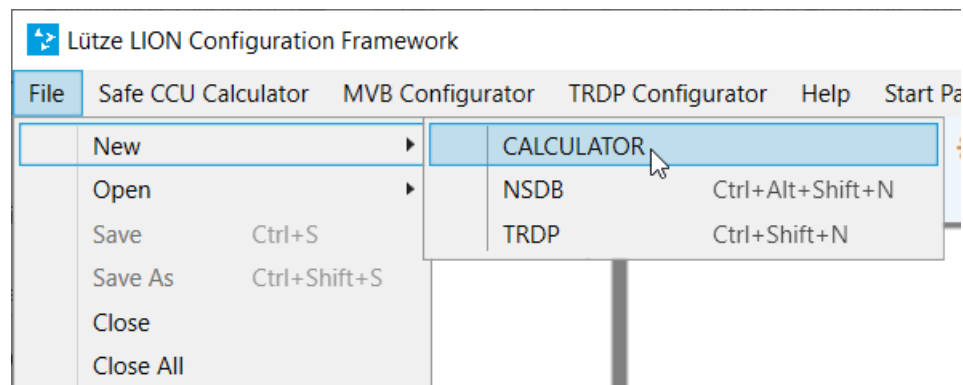 Lütze LION Configuration Framework
File Safe CCU Calculator MVB Configurator TRDP Configurator Help Start
New CALCULATOR
Open NSDB Ctrl+Alt+Shift+N
Save Ctrl+S TRDP Ctrl+Shift+N
Save As Ctrl+Shift+S
Close
Close All